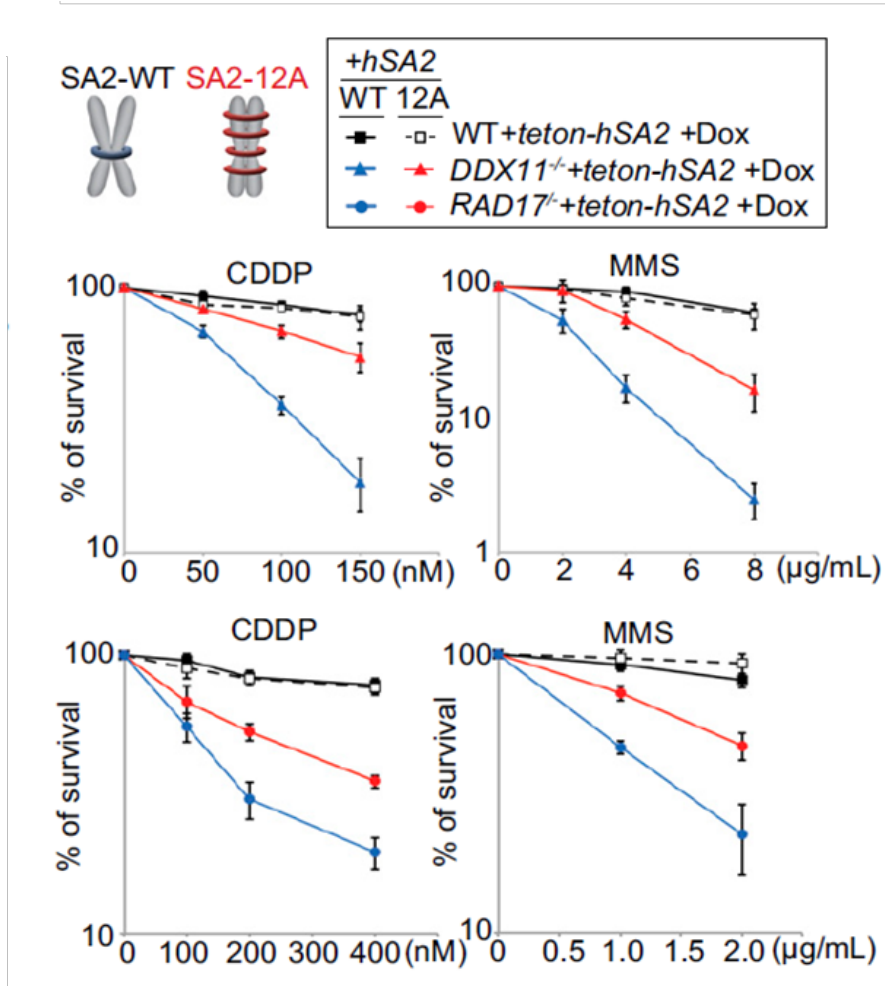 SA2-WT SA2-12A
+hSA2
WT 12A
WT+teton-hSA2 +Dox
DDX11-/-+teton-hSA2 +Dox
RAD17/-+teton-hSA2 +Dox
CDDP
100
10
% of survival
0 50 100 150 (nM)
MMS
100
10
1
% of survival
0 2 4 6 8 (µg/mL)
CDDP
100
10
% of survival
0 100 200 300 400 (nM)
MMS
100
10
% of survival
0 0.5 1.0 1.5 2.0 (µg/mL)